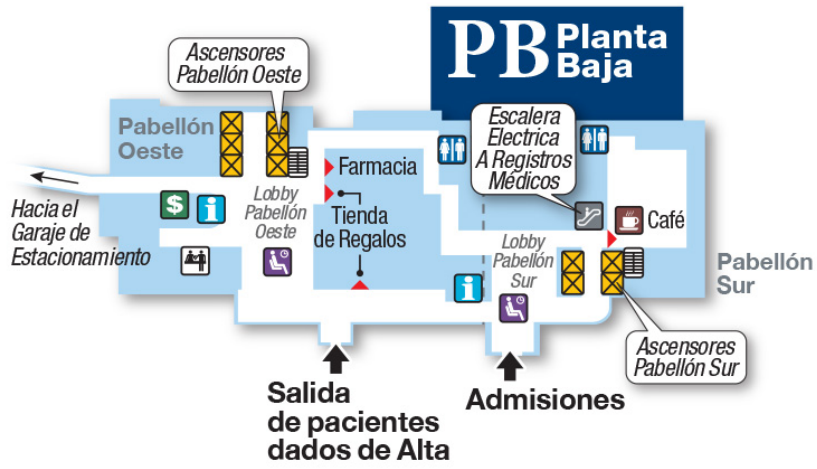 PB Planta
Baja
Ascensores
Pabellón Oeste
Pabellón
Oeste
Escalera
Electrica
A Registros
Médicos
Farmacia
Hacia el
Garaje de
Estacionamiento
$
i
Lobby
Pabellón
Oeste
Tienda
de Regalos
Café
Lobby
Pabellón
Sur
i
Pabellón
Sur
Ascensores
Pabellón Sur
Salida
de pacientes
dados de Alta
Admisiones